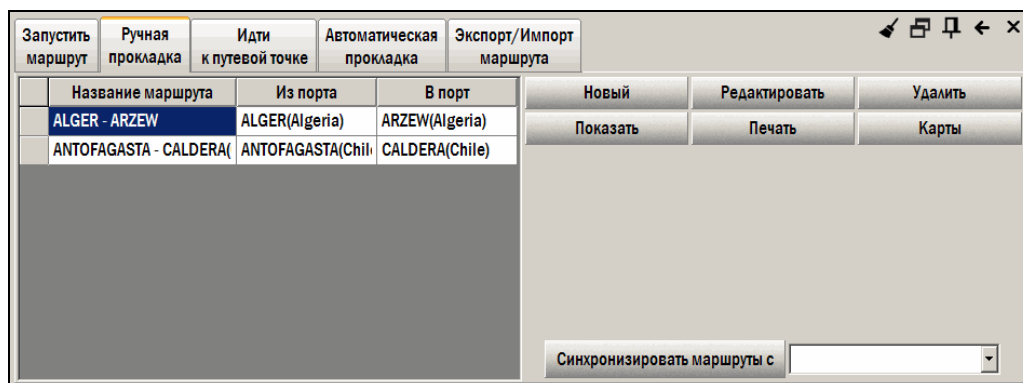 Запустить маршрут
Ручная прокладка
Идти к путевой точке
Автоматическая прокладка
Экспорт/Импорт маршрута
Название маршрута Из порта В порт
ALGER - ARZEW ALGER(Algeria) ARZEW(Algeria)
ANTOFAGASTA - CALDERA( ANTOFAGASTA(Chile CALDERA(Chile)
Новый Редактировать Удалить
Показать Печать Карты
Синхронизировать маршруты с